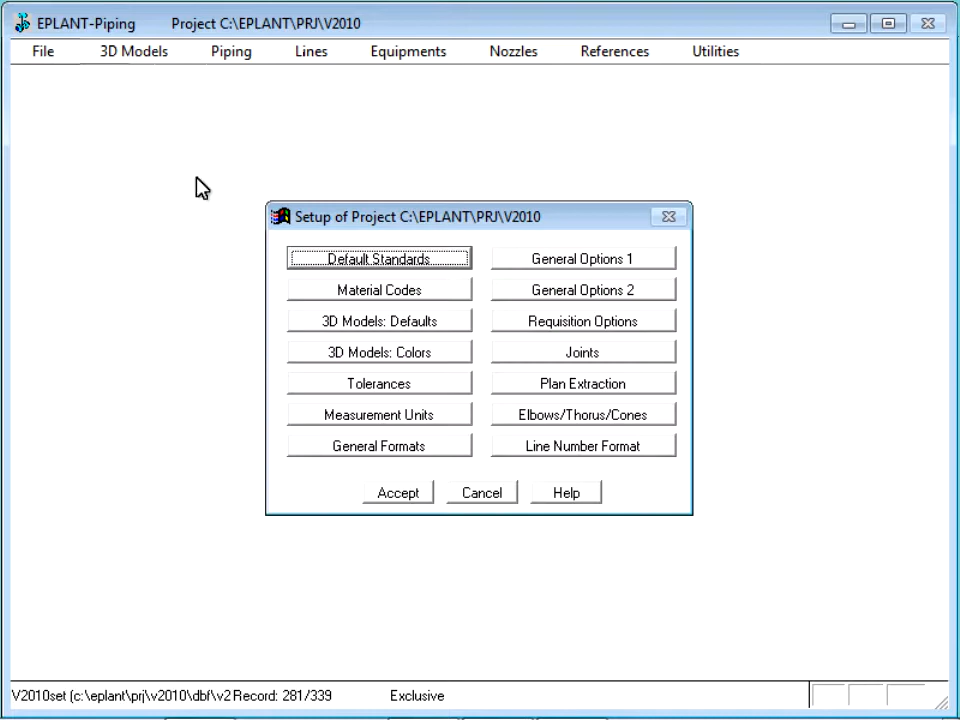 EPLANT-Piping Project C:\EPLANT\PRJ\V2010
File 3D Models Piping Lines Equipments Nozzles References Utilities
Setup of Project C:\EPLANT\PRJ\V2010
Default Standards General Options 1
Material Codes General Options 2
3D Models: Defaults Requisition Options
3D Models: Colors Joints
Tolerances Plan Extraction
Measurement Units Elbows/Thorus/Cones
General Formats Line Number Format
Accept Cancel Help
V2010set (c:\eplant\prj\v2010\dbf\v2 Record: 281/339 Exclusive